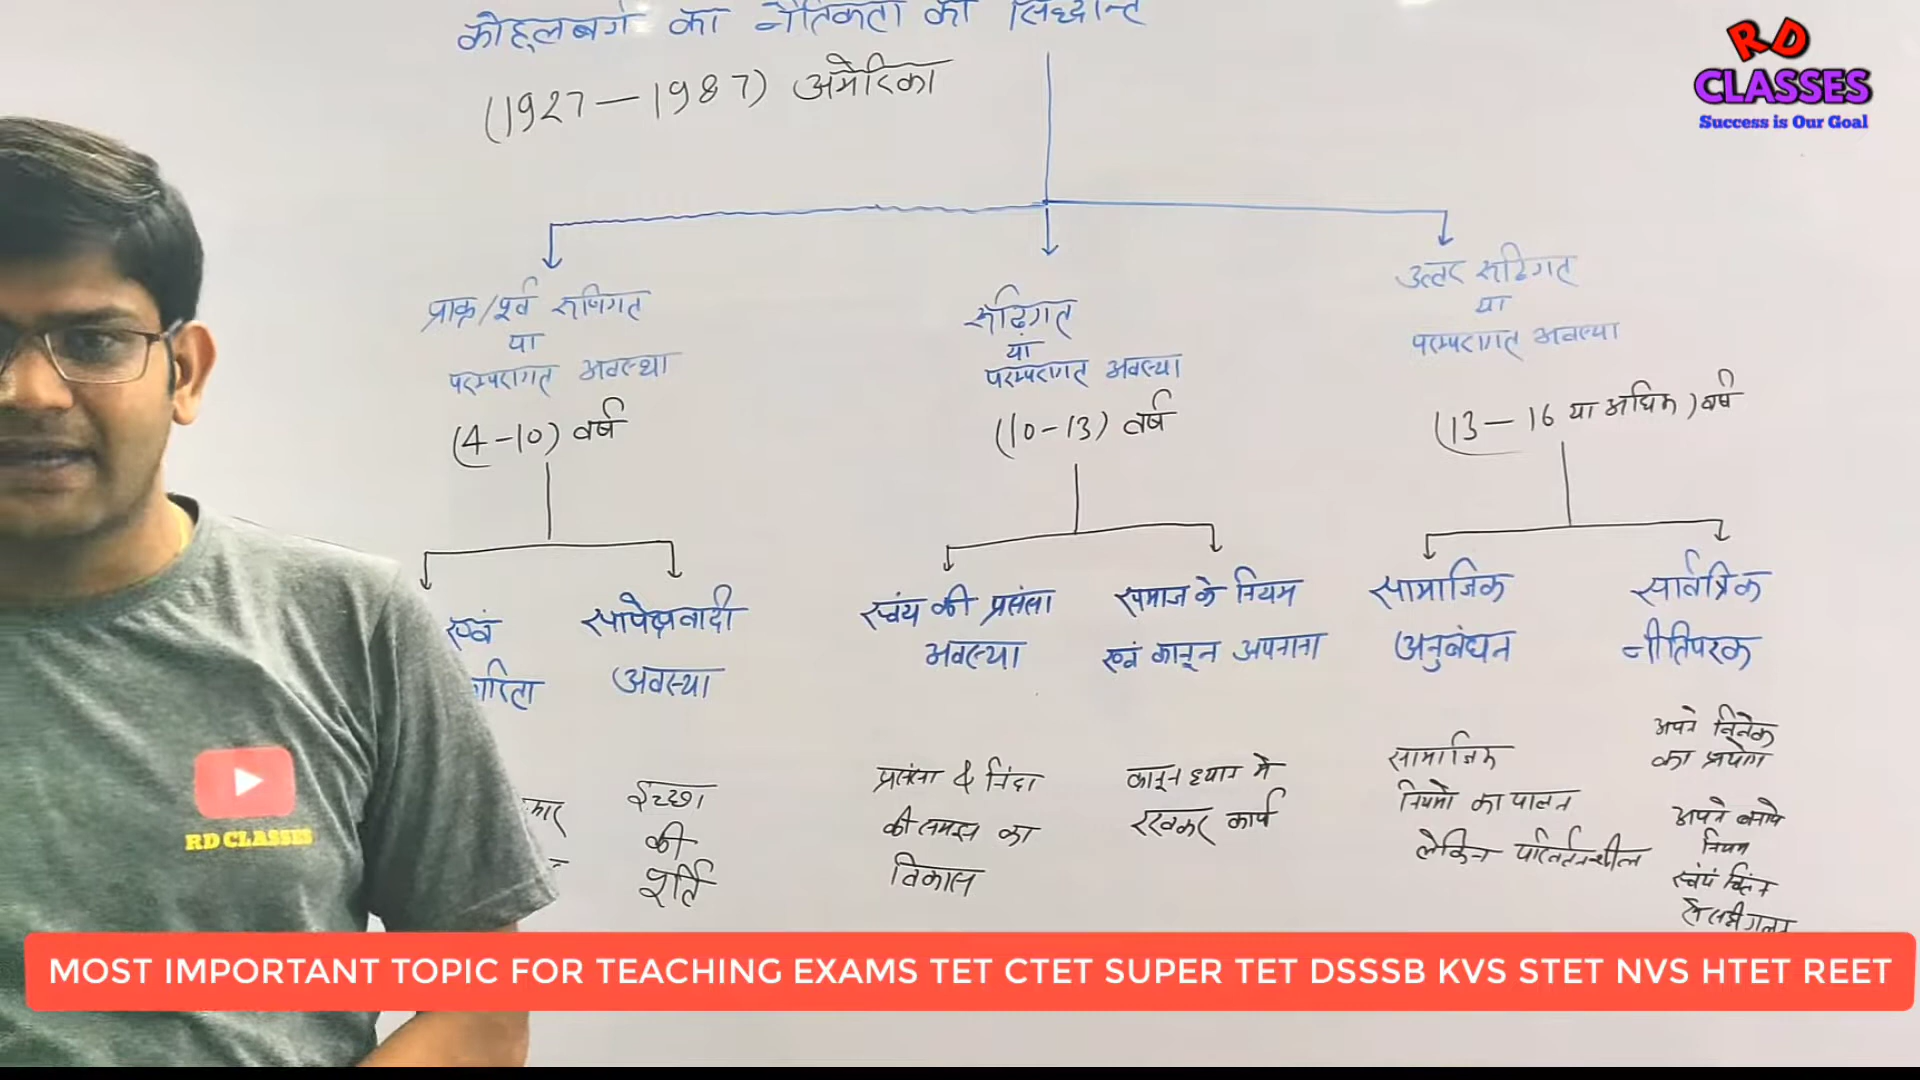 कोह्लबर्ग का नैतिकता का सिद्धान्त
(1927—1987) अमेरिका
RD
CLASSES
Success is Our Goal
प्राक्/पूर्व रूढिगत
या
परम्परागत अवस्था
(4-10) वर्ष
रूढिगत
या
परम्परागत अवस्था
(10-13) वर्ष
उत्तर रूढिगत
या
परम्परागत अवस्था
(13—16 या अधिक) वर्ष
एवं
सापेक्षवादी
अवस्था
इच्छा
की
पूर्ति
स्वंय की प्रसंसा
अवस्था
प्रसंसा & निंदा
की समझ का
विकास
समाज के नियम
एवं कानून अपनाना
कानून ध्यान में
रखकर कार्य
सामाजिक
अनुबंधन
सामाजिक
नियमों का पालन
लेकिन परिवर्तनशील
सार्वत्रिक
नीतिपरक
अपने विवेक
का प्रयोग
अपने बनाये
नियम
स्वंय चिंतन
RD CLASSES
MOST IMPORTANT TOPIC FOR TEACHING EXAMS TET CTET SUPER TET DSSSB KVS STET NVS HTET REET